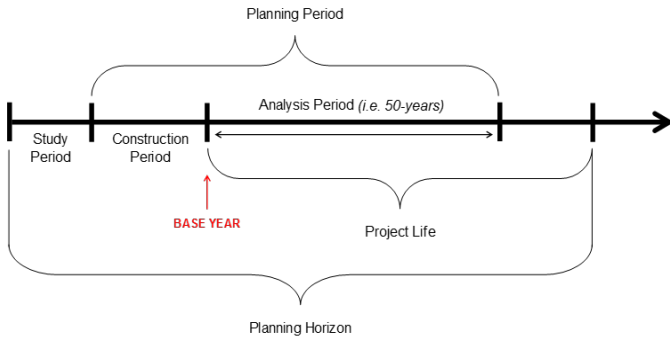 Planning Period
Analysis Period (i.e. 50-years)
Study
Period
Construction
Period
BASE YEAR
Project Life
Planning Horizon